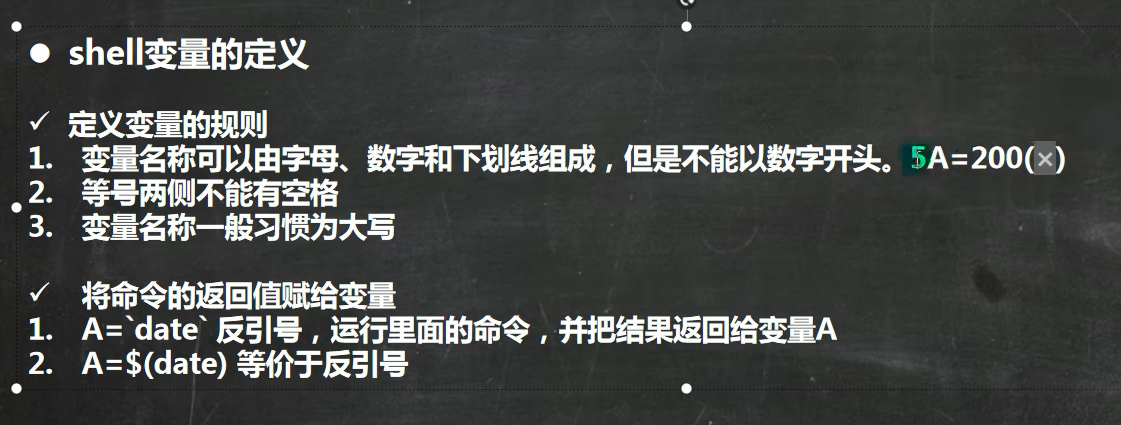 ● shell变量的定义
✓ 定义变量的规则
1. 变量名称可以由字母、数字和下划线组成，但是不能以数字开头。5A=200(×)
2. 等号两侧不能有空格
3. 变量名称一般习惯为大写
✓ 将命令的返回值赋给变量
1. A=`date` 反引号，运行里面的命令，并把结果返回给变量A
2. A=$(date) 等价于反引号